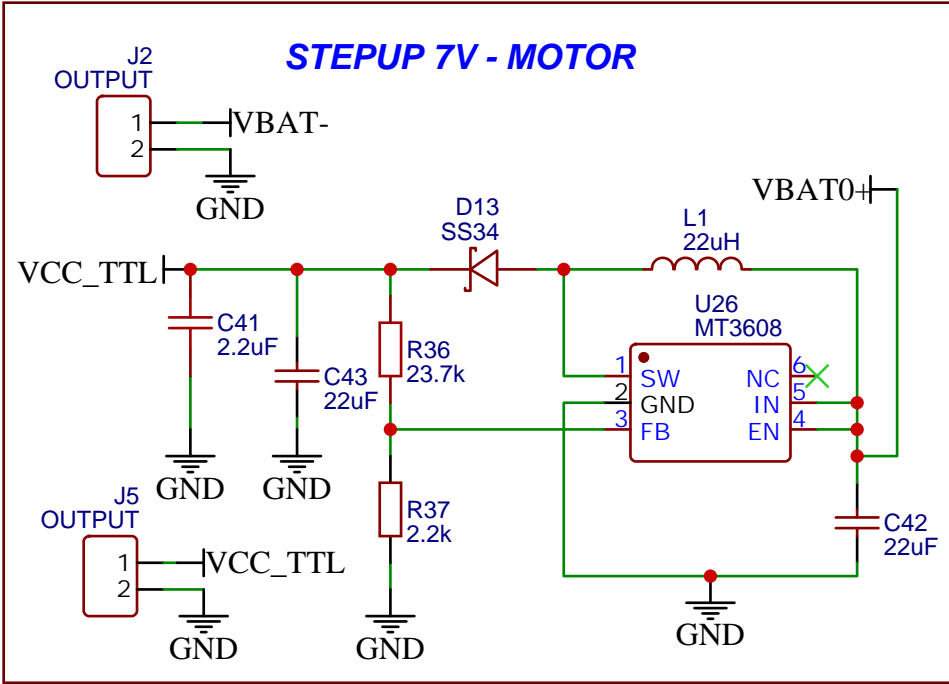 STEPUP 7V - MOTOR
J2
OUTPUT
1
2
VBAT-
GND
VBAT0+
D13
SS34
L1
22uH
VCC_TTL
C41
2.2uF
C43
22uF
R36
23.7k
U26
MT3608
1
SW
2
GND
3
FB
NC
6
IN
5
EN
4
GND
GND
R37
2.2k
C42
22uF
J5
OUTPUT
1
2
VCC_TTL
GND
GND
GND